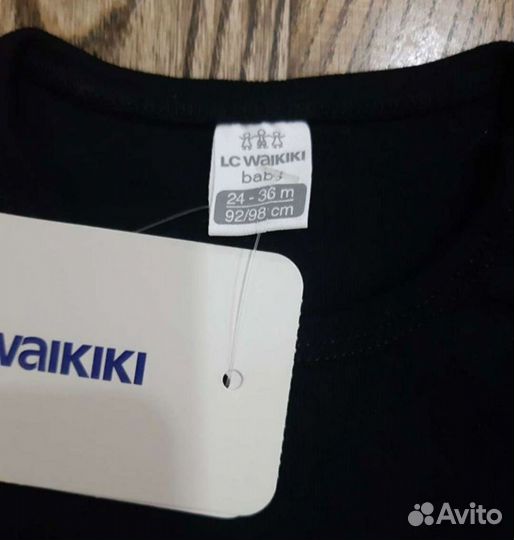 LC WAIKIKI
baby
24 - 36 m
92/98 cm
WAIKIKI
Avito